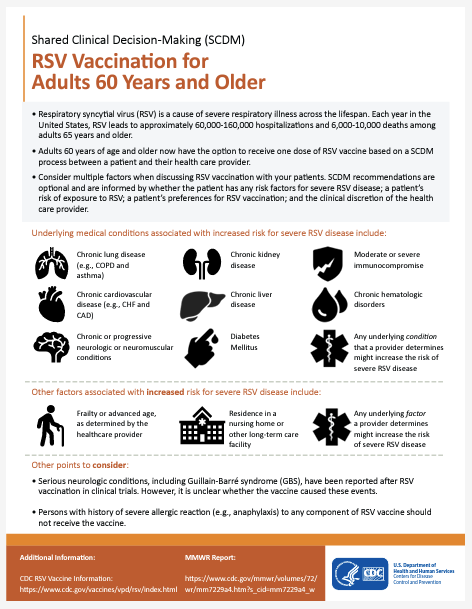 Shared Clinical Decision-Making (SCDM)
RSV Vaccination for
Adults 60 Years and Older
• Respiratory syncytial virus (RSV) is a cause of severe respiratory illness across the lifespan. Each year in the
United States, RSV leads to approximately 60,000-160,000 hospitalizations and 6,000-10,000 deaths among
adults 65 years and older.
• Adults 60 years of age and older now have the option to receive one dose of RSV vaccine based on a SCDM
process between a patient and their health care provider.
• Consider multiple factors when discussing RSV vaccination with your patients. SCDM recommendations are
optional and are informed by whether the patient has any risk factors for severe RSV disease; a patient's
risk of exposure to RSV; a patient's preferences for RSV vaccination; and the clinical discretion of the health
care provider.
Underlying medical conditions associated with increased risk for severe RSV disease include:
Chronic lung disease
(e.g., COPD and
asthma)
Chronic kidney
disease
Moderate or severe
immunocompromise
Chronic cardiovascular
disease (e.g., CHF and
CAD)
Chronic liver
disease
Chronic hematologic
disorders
Chronic or progressive
neurologic or neuromuscular
conditions
Diabetes
Mellitus
Any underlying condition
that a provider determines
might increase the risk of
severe RSV disease
Other factors associated with increased risk for severe RSV disease include:
Frailty or advanced age,
as determined by the
healthcare provider
Residence in a
nursing home or
other long-term care
facility
Any underlying factor
a provider determines
might increase the risk
of severe RSV disease
Other points to consider:
• Serious neurologic conditions, including Guillain-Barré syndrome (GBS), have been reported after RSV
vaccination in clinical trials. However, it is unclear whether the vaccine caused these events.
• Persons with history of severe allergic reaction (e.g., anaphylaxis) to any component of RSV vaccine should
not receive the vaccine.
Additional Information:
CDC RSV Vaccine Information:
https://www.cdc.gov/vaccines/vpd/rsv/index.html
MMWR Report:
https://www.cdc.gov/mmwr/volumes/72/
wr/mm7229a4.htm?s_cid=mm7229a4_w
CDC
U.S. Department of
Health and Human Services
Centers for Disease
Control and Prevention